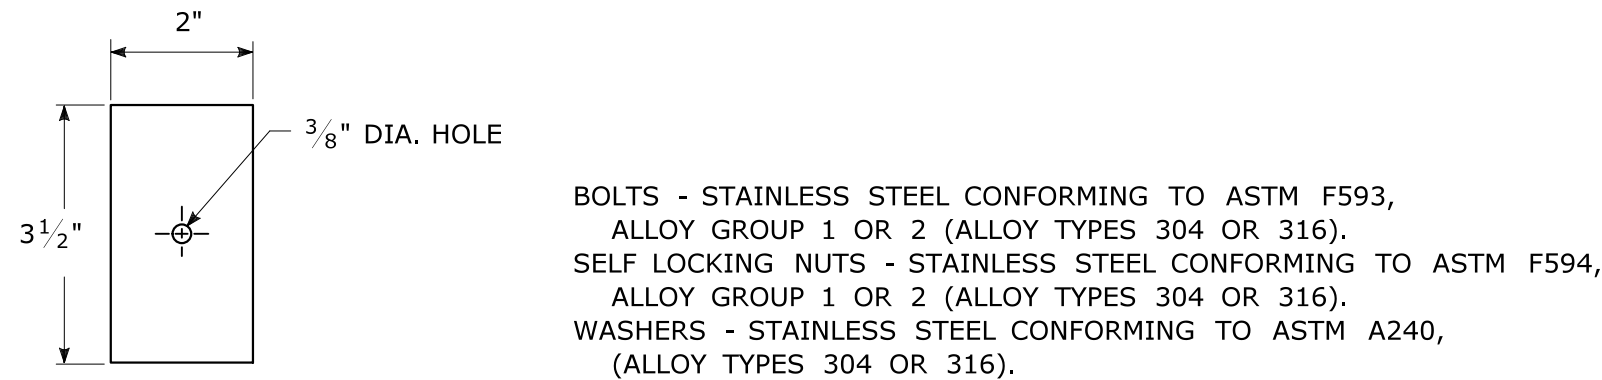 2"
3/8" DIA. HOLE
3 1/2"
BOLTS - STAINLESS STEEL CONFORMING TO ASTM F593,
ALLOY GROUP 1 OR 2 (ALLOY TYPES 304 OR 316).
SELF LOCKING NUTS - STAINLESS STEEL CONFORMING TO ASTM F594,
ALLOY GROUP 1 OR 2 (ALLOY TYPES 304 OR 316).
WASHERS - STAINLESS STEEL CONFORMING TO ASTM A240,
(ALLOY TYPES 304 OR 316).